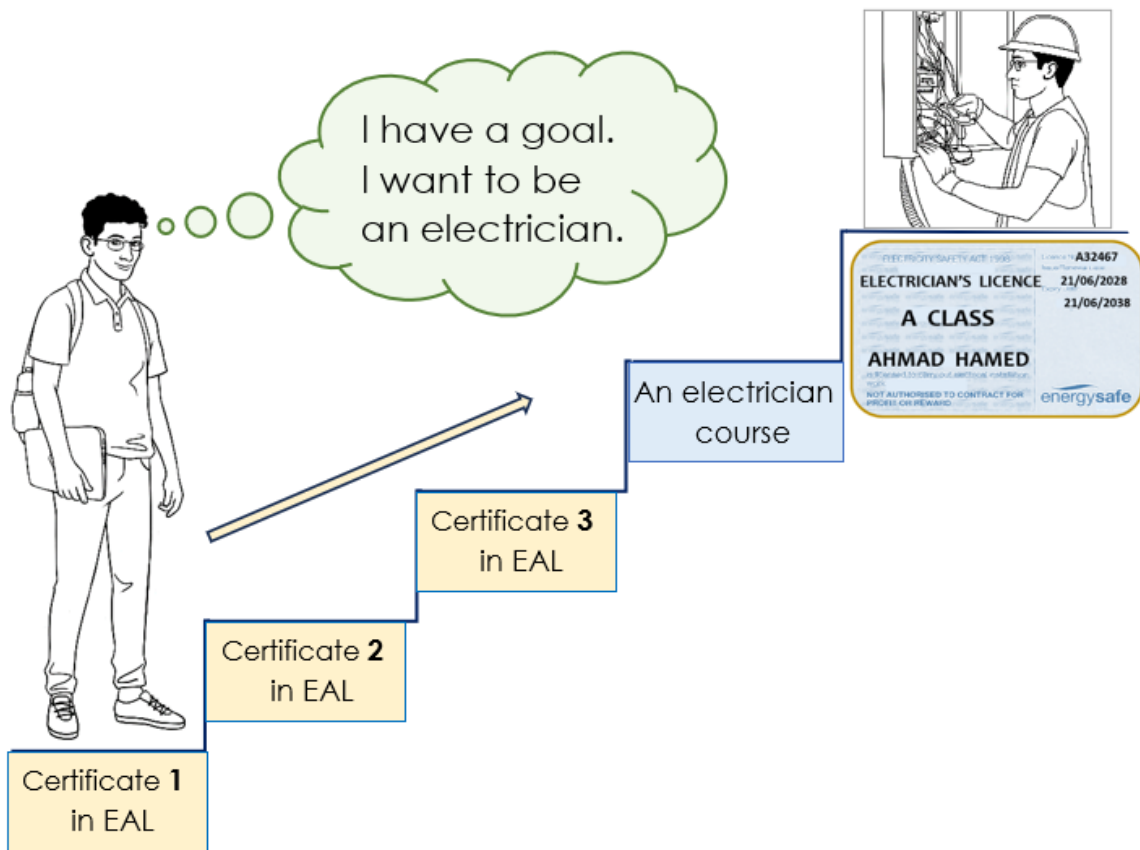 I have a goal.
I want to be
an electrician.
ELECTRICITY SAFETY ACT 1998
A32467
ELECTRICIAN'S LICENCE
21/06/2028
21/06/2038
A CLASS
AHMAD HAMED
NOT AUTHORISED TO CONTRACT FOR
PROFIT OR REWARD
energysafe
An electrician
course
Certificate 3
in EAL
Certificate 2
in EAL
Certificate 1
in EAL